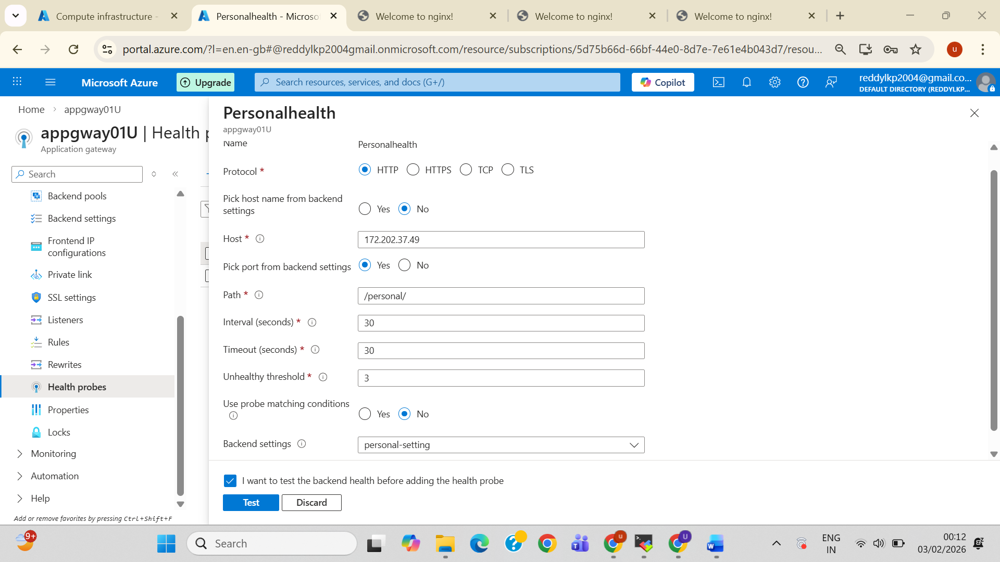 Compute infrastructure -
Personalhealth - Microso
Welcome to nginx!
Welcome to nginx!
Welcome to nginx!
portal.azure.com/?l=en.en-gb#@reddylkp2004gmail.onmicrosoft.com/resource/subscriptions/5d75b66d-66bf-44e0-8d7e-7e61e4b043d7/resou...
u
Microsoft Azure
Upgrade
Search resources, services, and docs (G+/)
Copilot
reddylkp2004@gmail.co...
DEFAULT DIRECTORY (REDDYLKP...
Home > appgway01U
appgway01U | Health p
Application gateway
Search
Backend pools
Backend settings
Frontend IP
configurations
Private link
SSL settings
Listeners
Rules
Rewrites
Health probes
Properties
Locks
Monitoring
Automation
Help
Add or remove favorites by pressing Ctrl+Shift+F
Personalhealth
appgway01U
Name
Personalhealth
Protocol *
HTTP HTTPS TCP TLS
Pick host name from backend
settings
Yes No
Host *
172.202.37.49
Pick port from backend settings
Yes No
Path *
/personal/
Interval (seconds) *
30
Timeout (seconds) *
30
Unhealthy threshold *
3
Use probe matching conditions
Yes No
Backend settings
personal-setting
I want to test the backend health before adding the health probe
Test
Discard
9+
Search
u
U
ENG
IN
00:12
03/02/2026